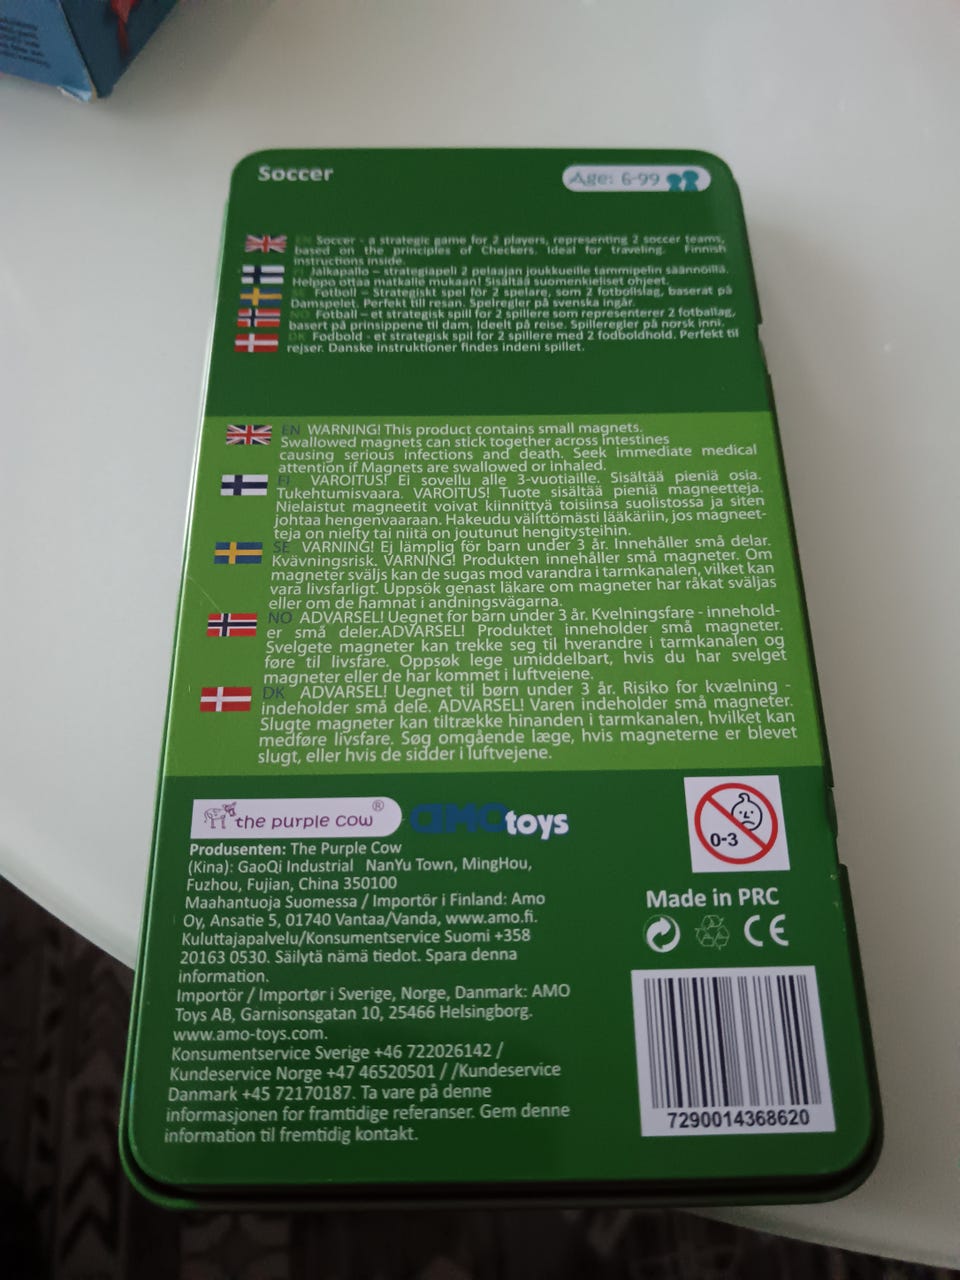 Soccer
Age: 6-99
EN Soccer - a strategic game for 2 players, representing 2 soccer teams,
based on the principles of Checkers. Ideal for traveling. Finnish
instructions inside.
FI Jalkapallo – strategiapeli 2 pelaajan joukkueille tammipelin säännöillä.
Helppo ottaa matkalle mukaan! Sisältää suomenkieliset ohjeet.
SE Fotboll – Strategiskt spel för 2 spelare, som 2 fotbollslag, baserat på
Damspelet. Perfekt till resan. Spelregler på svenska ingår.
NO Fotball – et strategisk spill for 2 spillere som representerer 2 fotballag,
basert på prinsippene til dam. Ideelt på reise. Spilleregler på norsk inni.
DK Fodbold - et strategisk spil for 2 spillere med 2 fodboldhold. Perfekt til
rejser. Danske instruktioner findes indeni spillet.
EN WARNING! This product contains small magnets.
Swallowed magnets can stick together across intestines
causing serious infections and death. Seek immediate medical
attention if Magnets are swallowed or inhaled.
FI VAROITUS! Ei sovellu alle 3-vuotiaille. Sisältää pieniä osia.
Tukehtumisvaara. VAROITUS! Tuote sisältää pieniä magneetteja.
Nielaistut magneetit voivat kiinnittyä toisiinsa suolistossa ja siten
johtaa hengenvaaraan. Hakeudu välittömästi lääkäriin, jos magneet-
teja on nielty tai niitä on joutunut hengitysteihin.
SE VARNING! Ej lämplig för barn under 3 år. Innehåller små delar.
Kvävningsrisk. VARNING! Produkten innehåller små magneter. Om
magneter sväljs kan de sugas mod varandra i tarmkanalen, vilket kan
vara livsfarligt. Uppsök genast läkare om magneter har råkat sväljas
eller om de hamnat i andningsvägarna.
NO ADVARSEL! Uegnet for barn under 3 år. Kvelningsfare - innehold-
er små deler.ADVARSEL! Produktet inneholder små magneter.
Svelgete magneter kan trekke seg til hverandre i tarmkanalen og
føre til livsfare. Oppsøk lege umiddelbart, hvis du har svelget
magneter eller de har kommet i luftveiene.
DK ADVARSEL! Uegnet til børn under 3 år. Risiko for kvælning -
indeholder små dele. ADVARSEL! Varen indeholder små magneter.
Slugte magneter kan tiltrække hinanden i tarmkanalen, hvilket kan
medføre livsfare. Søg omgående læge, hvis magneterne er blevet
slugt, eller hvis de sidder i luftvejene.
the purple cow®
AMO toys
0-3
Produsenten: The Purple Cow
(Kina): GaoQi Industrial NanYu Town, MingHou,
Fuzhou, Fujian, China 350100
Maahantuoja Suomessa / Importör i Finland: Amo
Oy, Ansatie 5, 01740 Vantaa/Vanda, www.amo.fi.
Kuluttajapalvelu/Konsumentservice Suomi +358
20163 0530. Säilytä nämä tiedot. Spara denna
information.
Importör / Importør i Sverige, Norge, Danmark: AMO
Toys AB, Garnisonsgatan 10, 25466 Helsingborg.
www.amo-toys.com.
Konsumentservice Sverige +46 722026142 /
Kundeservice Norge +47 46520501 / /Kundeservice
Danmark +45 72170187. Ta vare på denne
informasjonen for framtidige referanser. Gem denne
information til fremtidig kontakt.
Made in PRC
CE
7290014368620